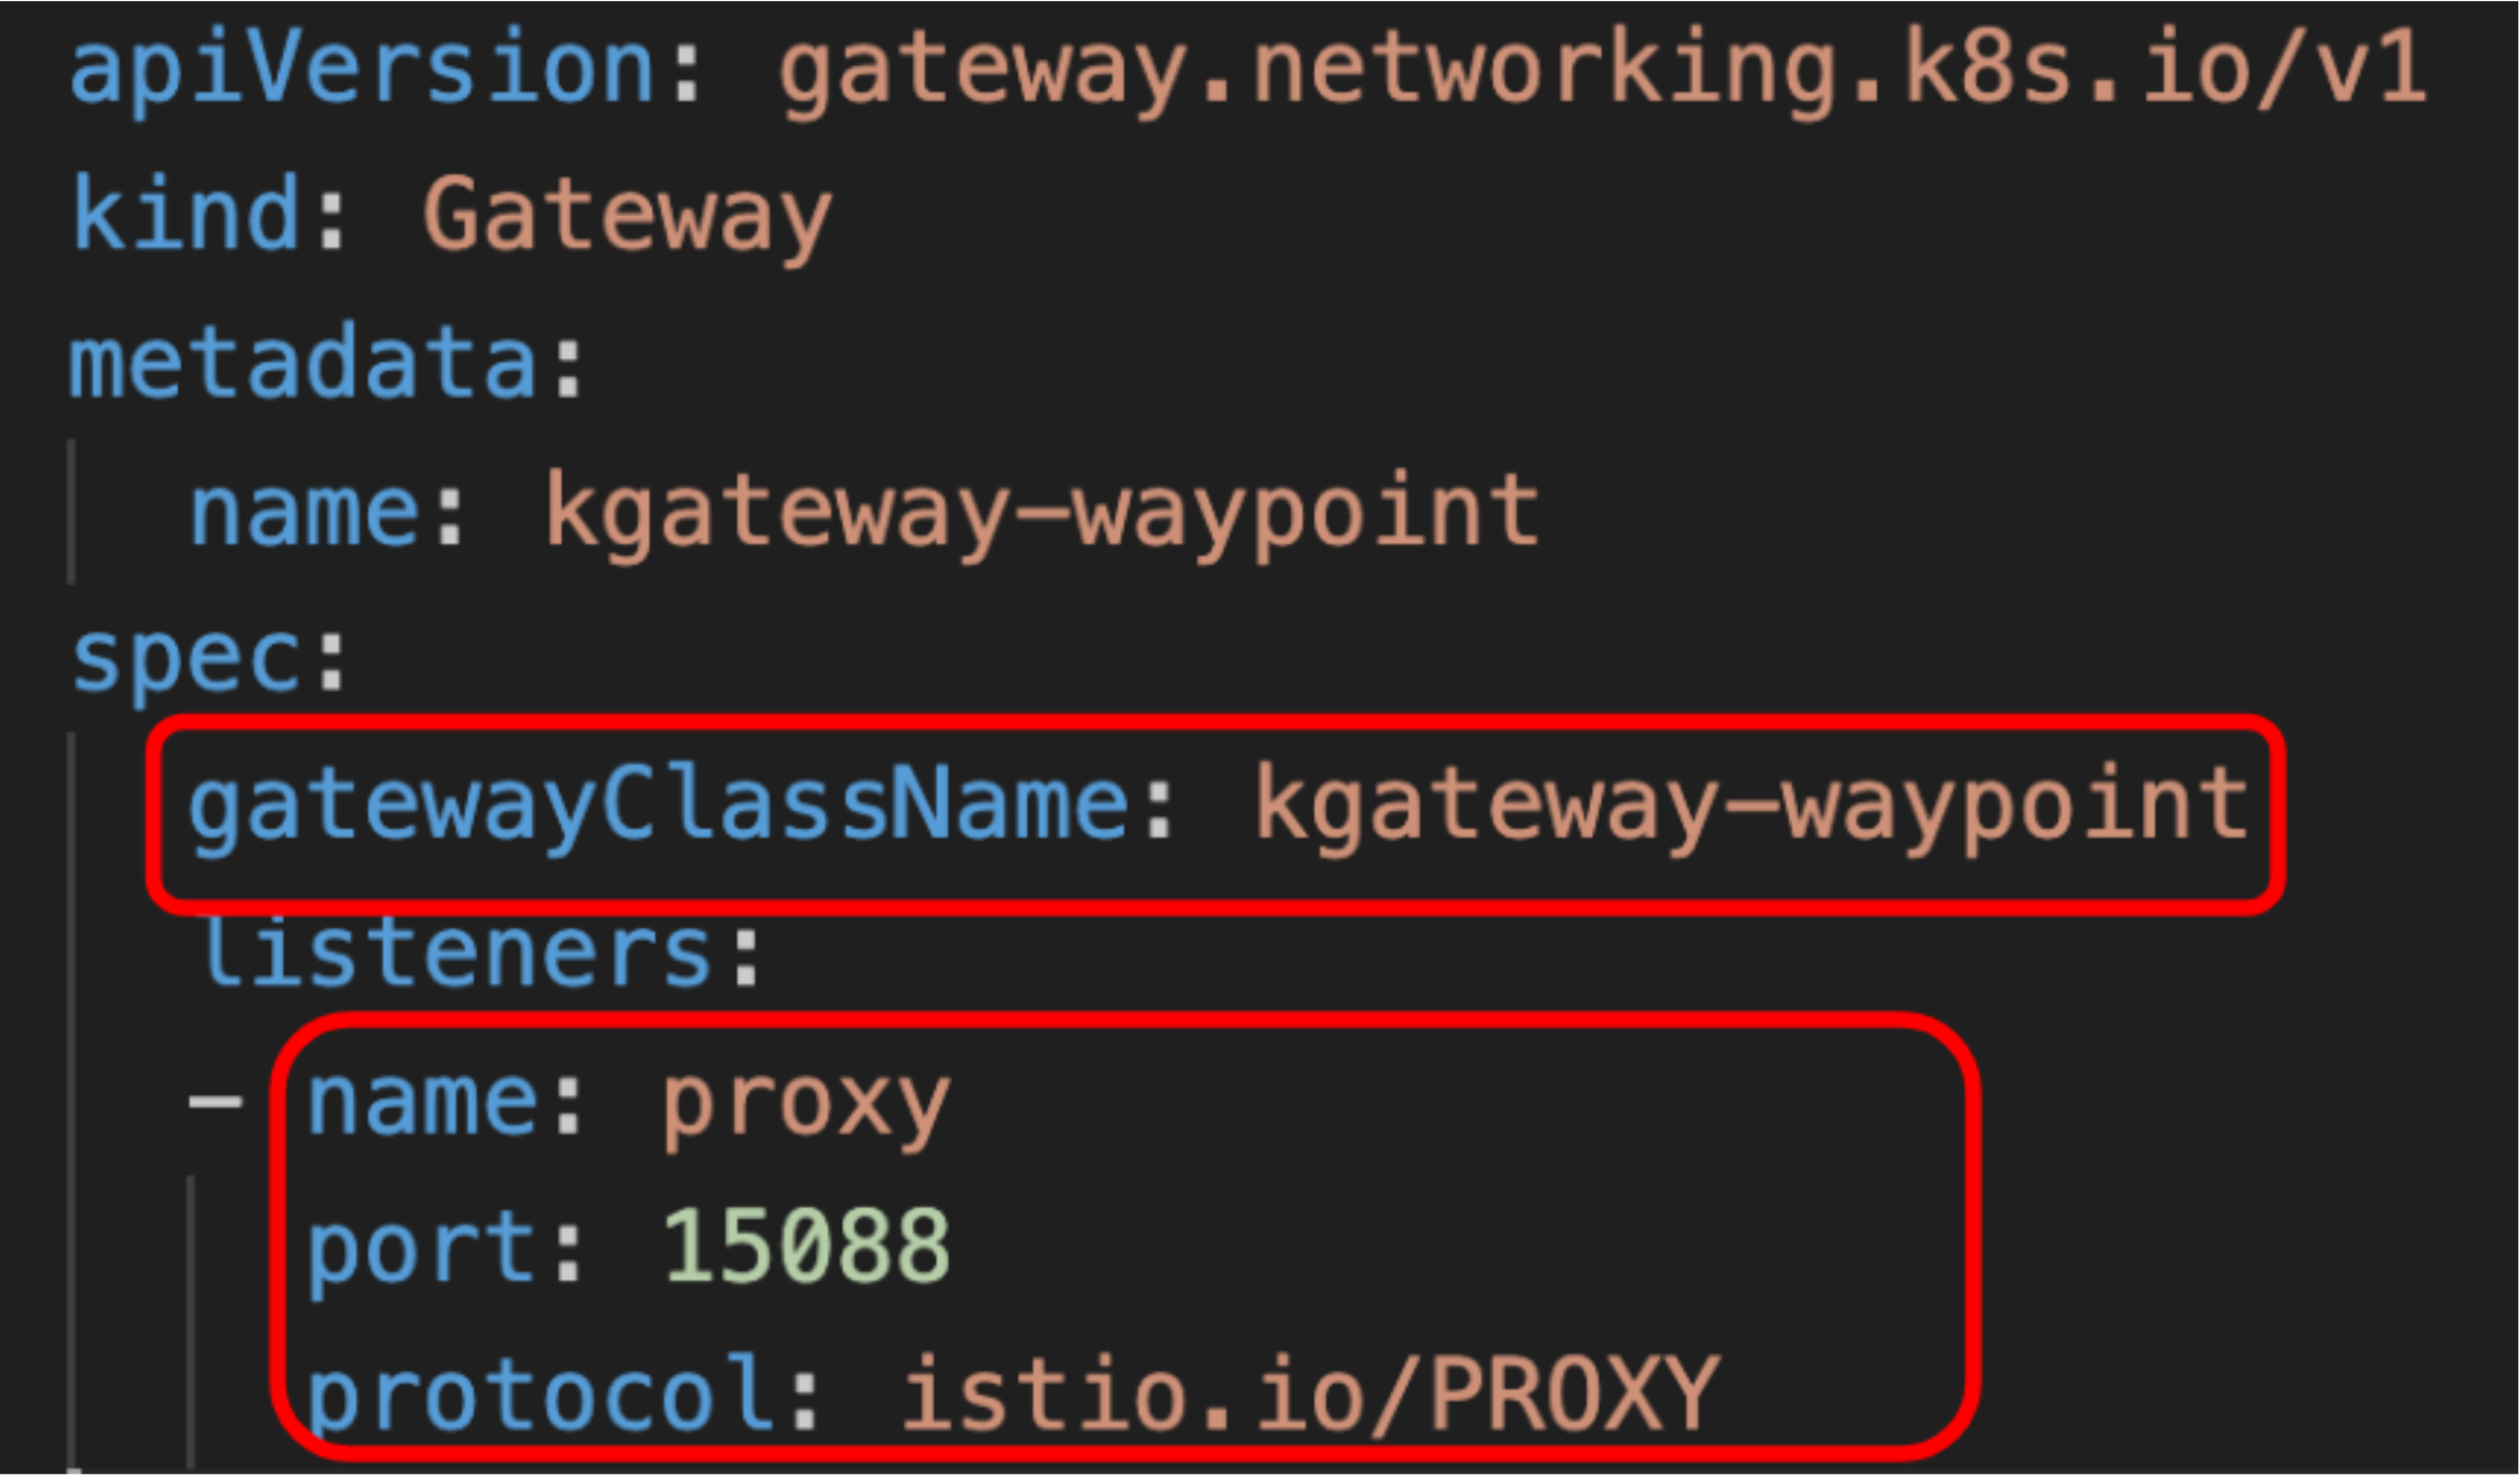 apiVersion: gateway.networking.k8s.io/v1
kind: Gateway
metadata:
  name: kgateway-waypoint
spec:
  gatewayClassName: kgateway-waypoint
  listeners:
  - name: proxy
    port: 15088
    protocol: istio.io/PROXY